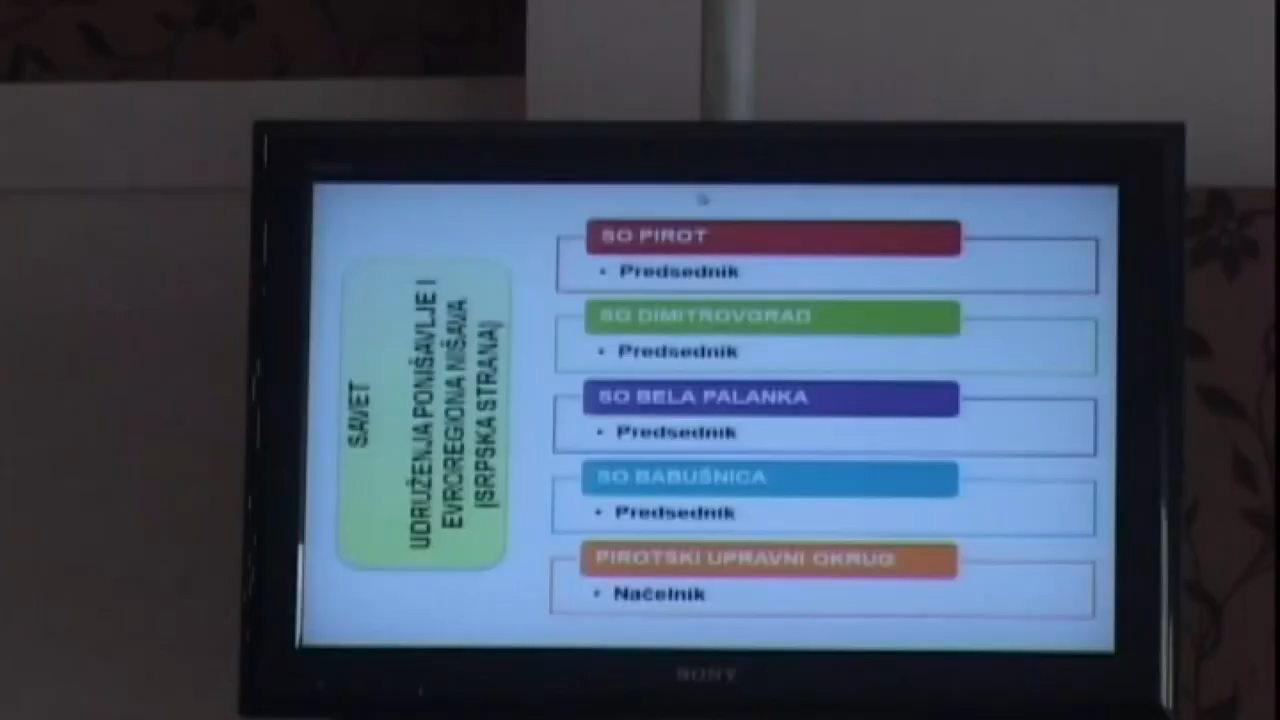 SAVET
UDRUŽENJA PONIŠAVLJE I
EVROREGIONA NIŠAVA
(SRPSKA STRANA)
SO PIROT
• Predsednik
SO DIMITROVGRAD
• Predsednik
SO BELA PALANKA
• Predsednik
SO BABUŠNICA
• Predsednik
PIROTSKI UPRAVNI OKRUG
• Načelnik
SONY